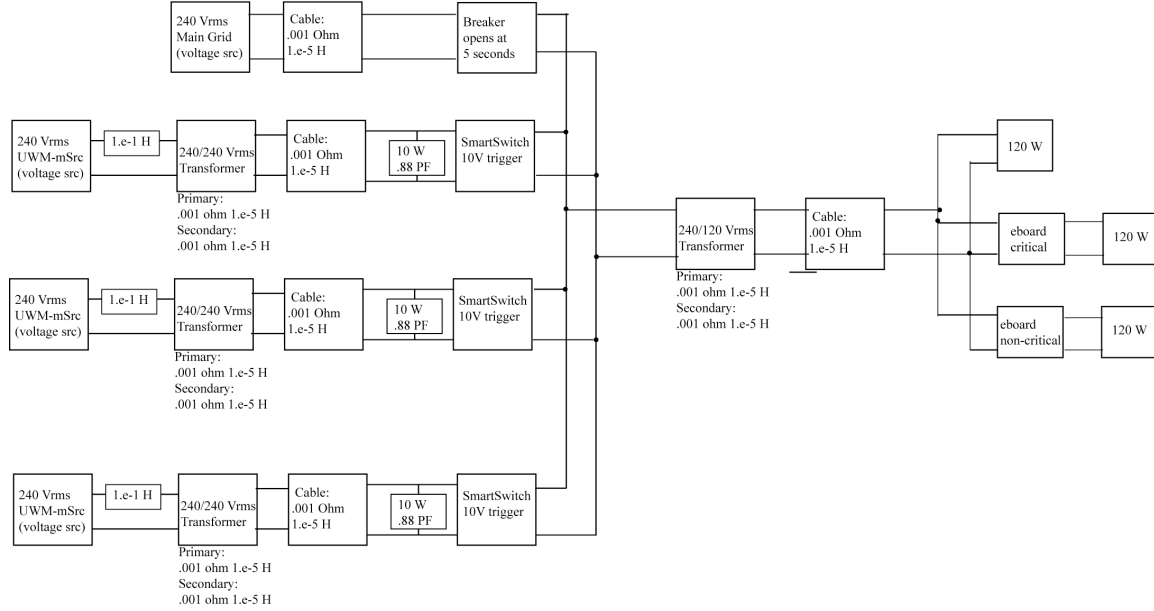 240 Vrms
Main Grid
(voltage src)
Cable:
.001 Ohm
1.e-5 H
Breaker
opens at
5 seconds
240 Vrms
UWM-mSrc
(voltage src)
1.e-1 H
240/240 Vrms
Transformer
Primary:
.001 ohm 1.e-5 H
Secondary:
.001 ohm 1.e-5 H
Cable:
.001 Ohm
1.e-5 H
10 W
.88 PF
SmartSwitch
10V trigger
240 Vrms
UWM-mSrc
(voltage src)
1.e-1 H
240/240 Vrms
Transformer
Primary:
.001 ohm 1.e-5 H
Secondary:
.001 ohm 1.e-5 H
Cable:
.001 Ohm
1.e-5 H
10 W
.88 PF
SmartSwitch
10V trigger
240 Vrms
UWM-mSrc
(voltage src)
1.e-1 H
240/240 Vrms
Transformer
Primary:
.001 ohm 1.e-5 H
Secondary:
.001 ohm 1.e-5 H
Cable:
.001 Ohm
1.e-5 H
10 W
.88 PF
SmartSwitch
10V trigger
240/120 Vrms
Transformer
Primary:
.001 ohm 1.e-5 H
Secondary:
.001 ohm 1.e-5 H
Cable:
.001 Ohm
1.e-5 H
120 W
eboard
critical
120 W
eboard
non-critical
120 W